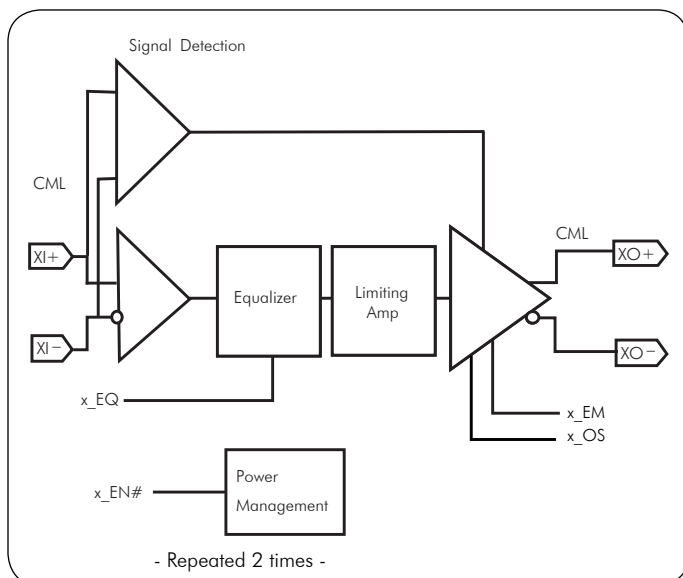 Signal Detection
CML
XI+
XI−
Equalizer
Limiting
Amp
CML
XO+
XO−
x_EQ
x_EM
x_OS
x_EN#
Power
Management
- Repeated 2 times -